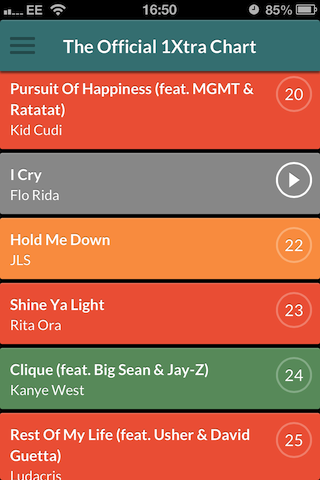 EE 16:50 85%
The Official 1Xtra Chart
Pursuit Of Happiness (feat. MGMT &
Ratatat)
20
Kid Cudi
I Cry
Flo Rida
Hold Me Down
22
JLS
Shine Ya Light
23
Rita Ora
Clique (feat. Big Sean & Jay-Z)
24
Kanye West
Rest Of My Life (feat. Usher & David
Guetta)
25
Ludacris